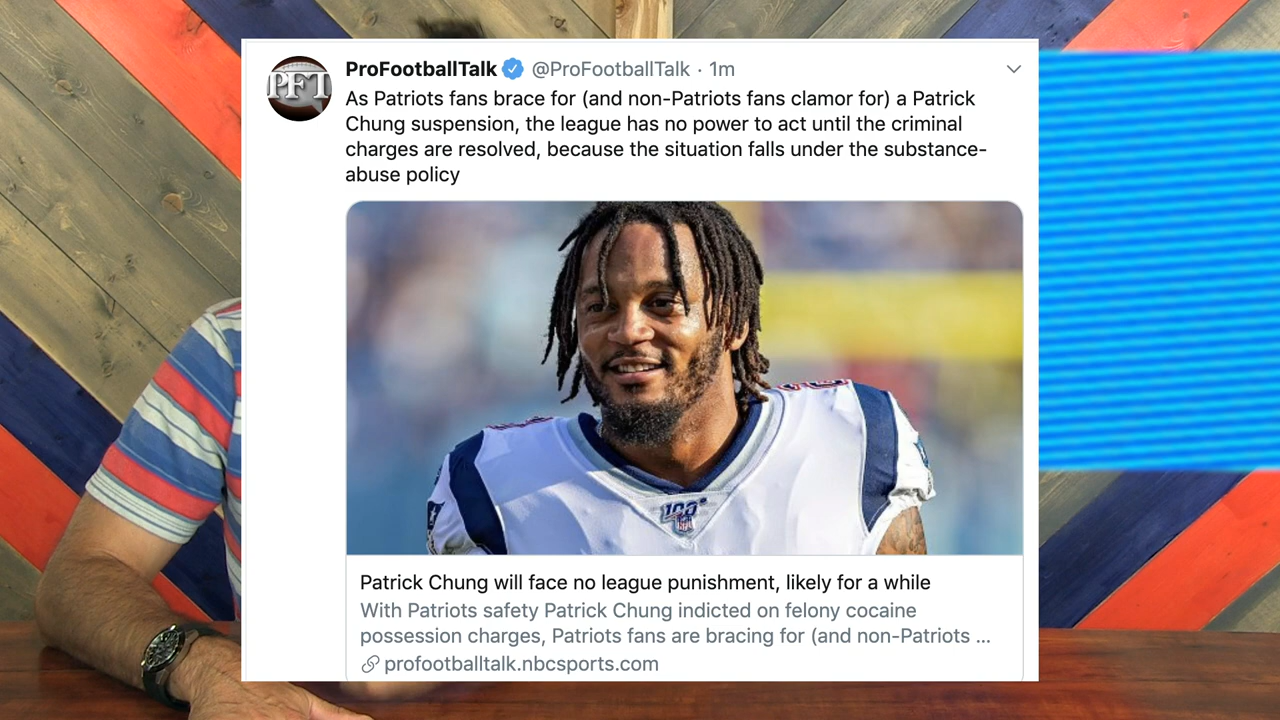 PFT
ProFootballTalk @ProFootballTalk · 1m
As Patriots fans brace for (and non-Patriots fans clamor for) a Patrick
Chung suspension, the league has no power to act until the criminal
charges are resolved, because the situation falls under the substance-
abuse policy
100
NFL
Patrick Chung will face no league punishment, likely for a while
With Patriots safety Patrick Chung indicted on felony cocaine
possession charges, Patriots fans are bracing for (and non-Patriots ...
profootballtalk.nbcsports.com